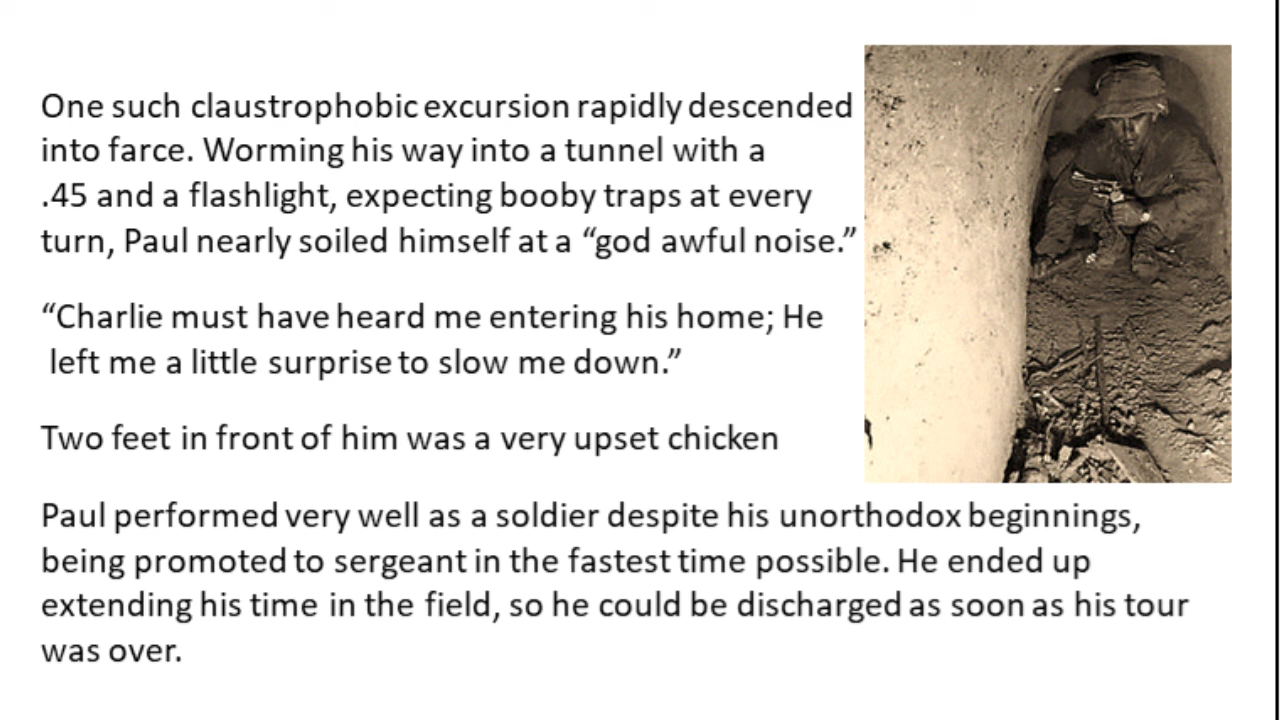 One such claustrophobic excursion rapidly descended
into farce. Worming his way into a tunnel with a
.45 and a flashlight, expecting booby traps at every
turn, Paul nearly soiled himself at a “god awful noise.”
“Charlie must have heard me entering his home; He
left me a little surprise to slow me down.”
Two feet in front of him was a very upset chicken
Paul performed very well as a soldier despite his unorthodox beginnings,
being promoted to sergeant in the fastest time possible. He ended up
extending his time in the field, so he could be discharged as soon as his tour
was over.